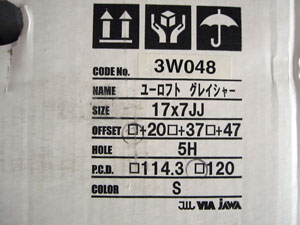 CODE No. 3W048
NAME ユーロフト グレイシャー
SIZE 17x7JJ
OFFSET □+20□+37□+47
HOLE 5H
P.C.D. □114.3□120
COLOR S
JWL VIA JAWA